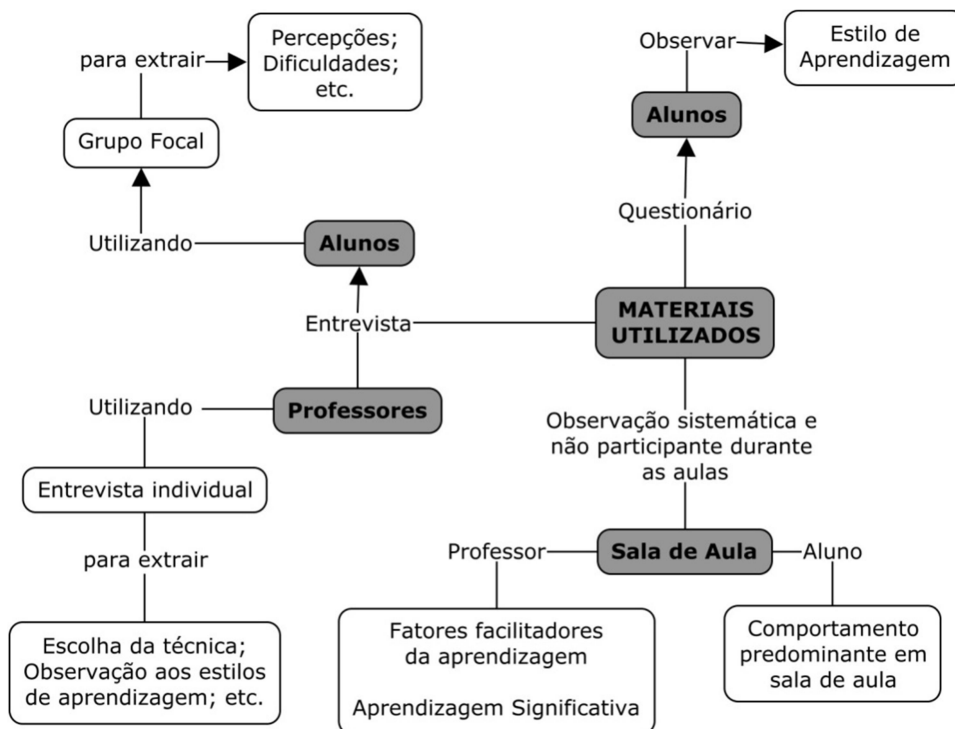 para extrair
Percepções;
Dificuldades;
etc.
Observar
Estilo de
Aprendizagem
Alunos
Grupo Focal
Questionário
Utilizando
Alunos
Entrevista
MATERIAIS
UTILIZADOS
Utilizando
Professores
Observação sistemática e
não participante durante
as aulas
Entrevista individual
para extrair
Professor
Sala de Aula
Aluno
Escolha da técnica;
Observação aos estilos
de aprendizagem; etc.
Fatores facilitadores
da aprendizagem
Aprendizagem Significativa
Comportamento
predominante em
sala de aula